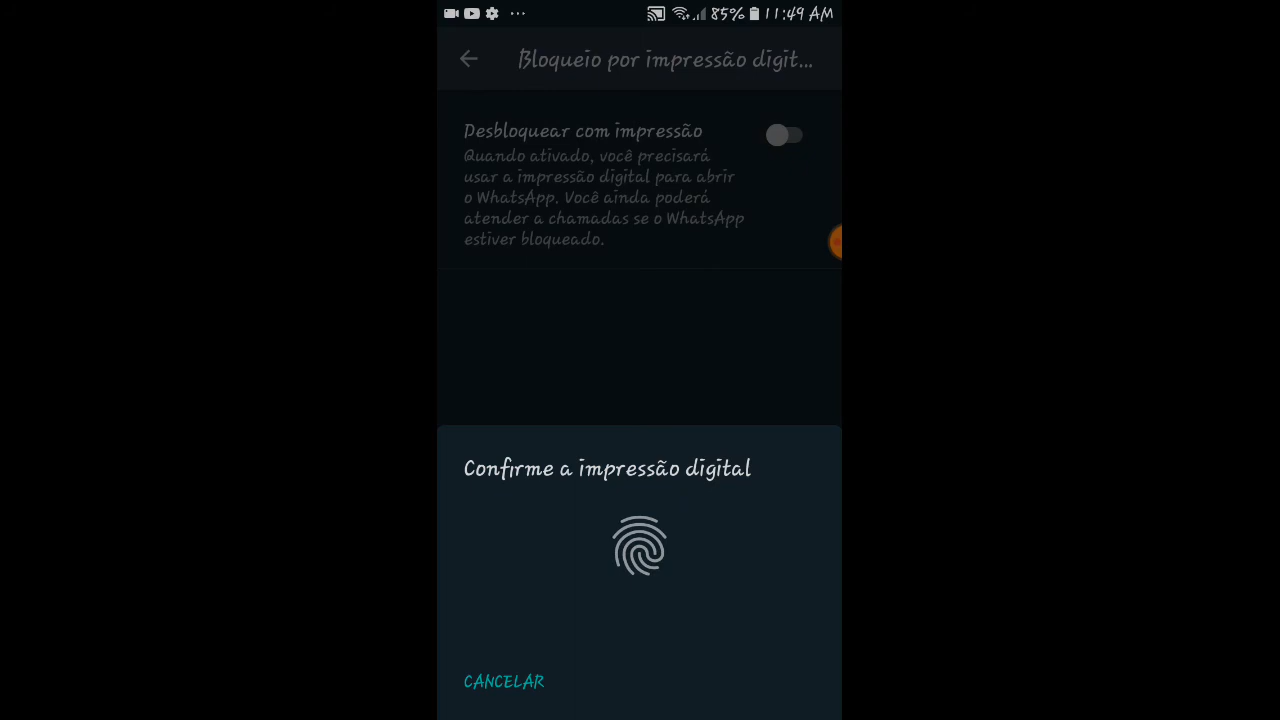 85% 11:49 AM
Bloqueio por impressão digit...
Desbloquear com impressão
Quando ativado, você precisará
usar a impressão digital para abrir
o WhatsApp. Você ainda poderá
atender a chamadas se o WhatsApp
estiver bloqueado.
Confirme a impressão digital
CANCELAR